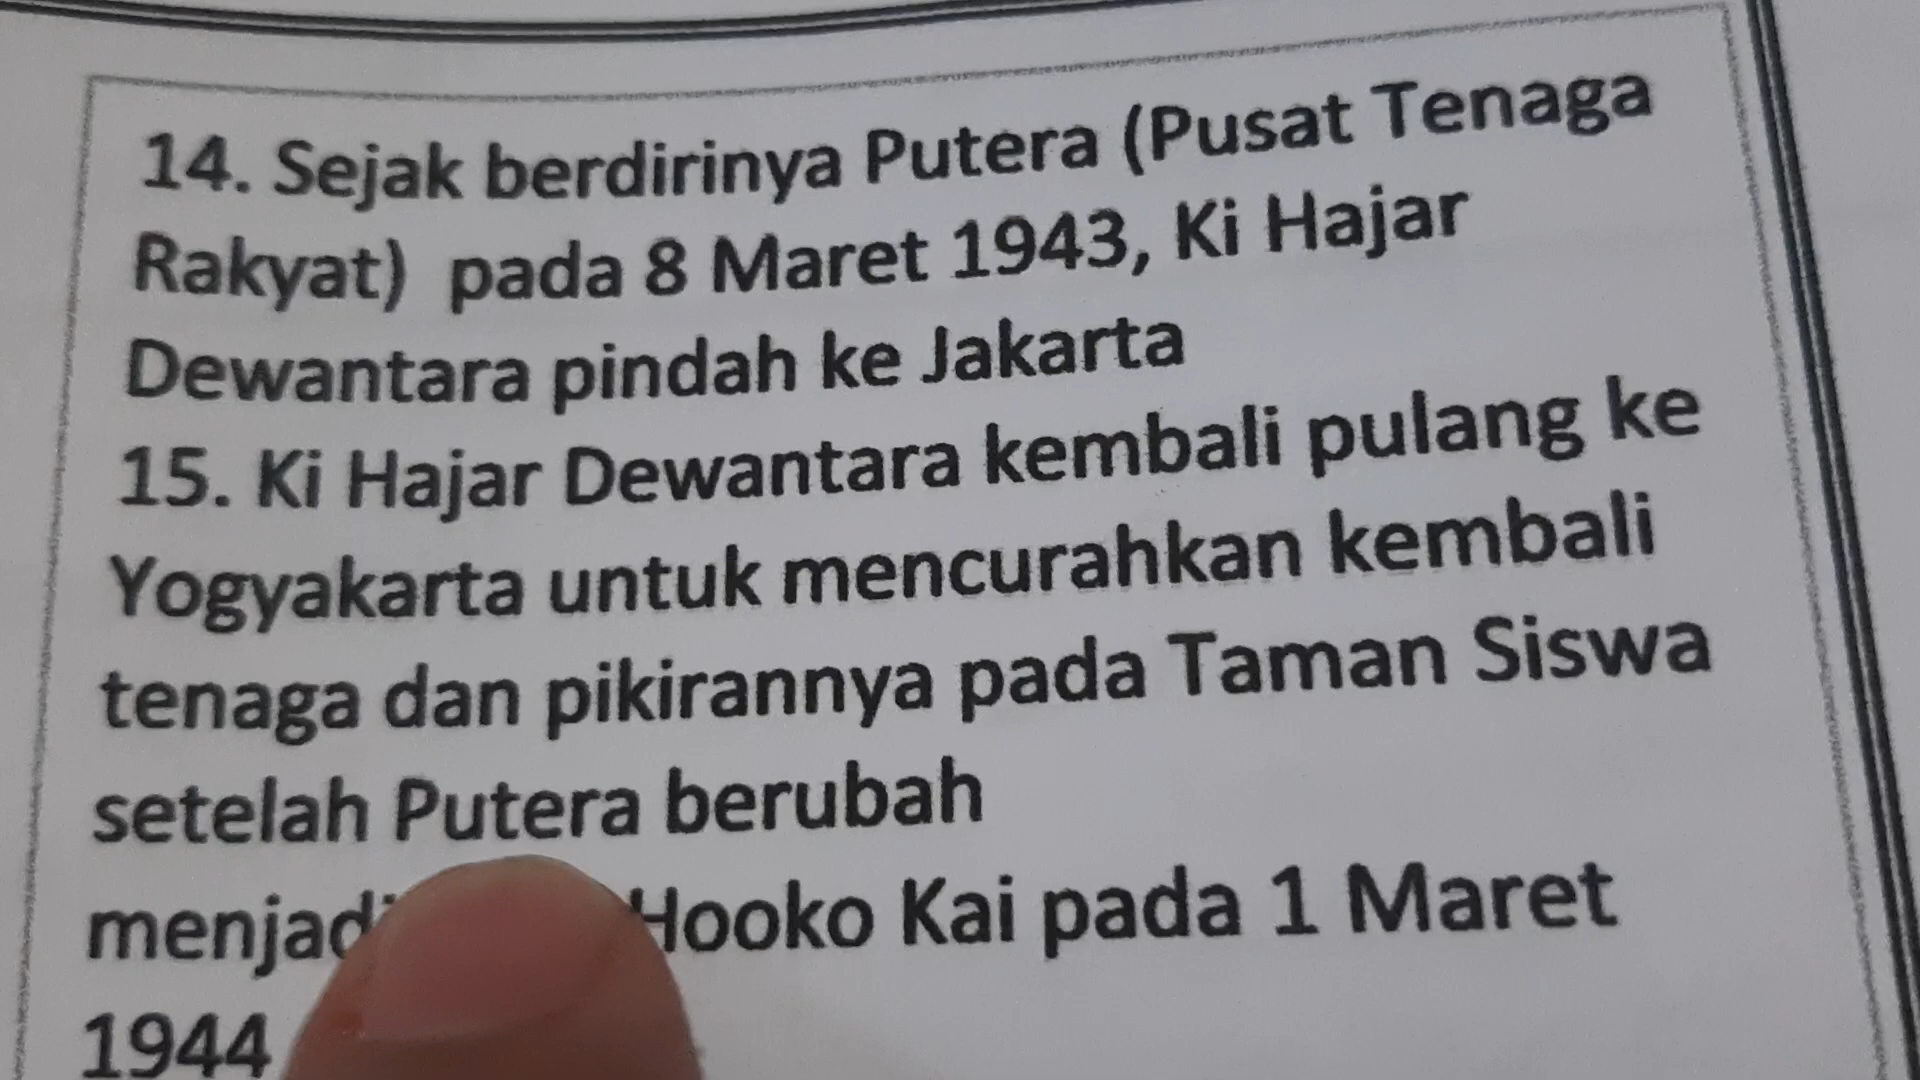 14. Sejak berdirinya Putera (Pusat Tenaga
Rakyat) pada 8 Maret 1943, Ki Hajar
Dewantara pindah ke Jakarta
15. Ki Hajar Dewantara kembali pulang ke
Yogyakarta untuk mencurahkan kembali
tenaga dan pikirannya pada Taman Siswa
setelah Putera berubah
menjadi Hooko Kai pada 1 Maret
1944